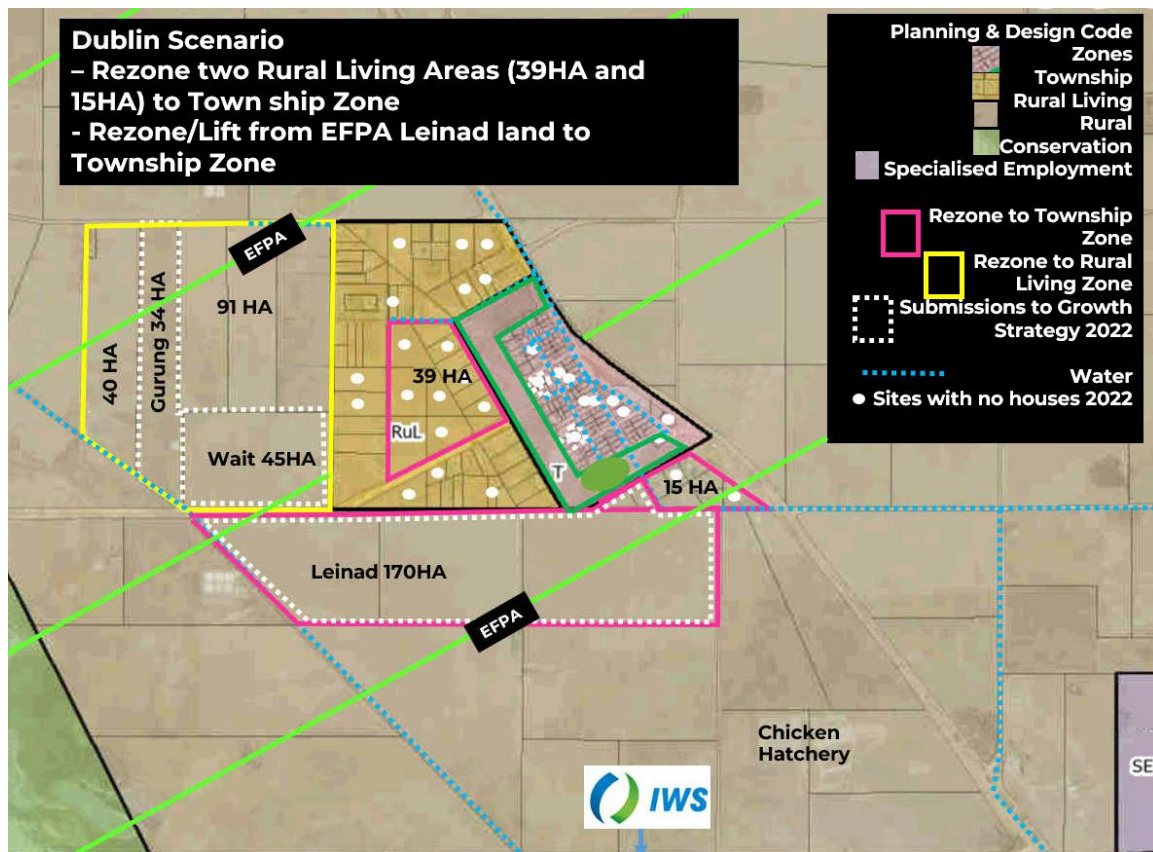 Dublin Scenario
– Rezone two Rural Living Areas (39HA and
15HA) to Town ship Zone
- Rezone/Lift from EFPA Leinad land to
Township Zone
Planning & Design Code
Zones
Township
Rural Living
Rural
Conservation
Specialised Employment
Rezone to Township
Zone
Rezone to Rural
Living Zone
Submissions to Growth
Strategy 2022
Water
Sites with no houses 2022
EFPA
40 HA
Gurung 34 HA
91 HA
39 HA
RuL
Wait 45HA
T
15 HA
Leinad 170HA
EFPA
Chicken
Hatchery
IWS
SE